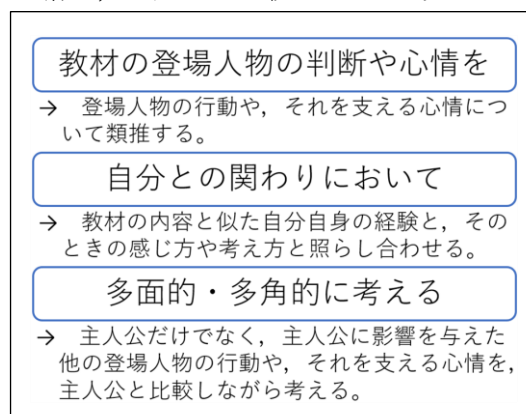 教材の登場人物の判断や心情を
→ 登場人物の行動や，それを支える心情につ
いて類推する。
自分との関わりにおいて
→ 教材の内容と似た自分自身の経験と，その
ときの感じ方や考え方と照らし合わせる。
多面的・多角的に考える
→ 主人公だけでなく，主人公に影響を与えた
他の登場人物の行動や，それを支える心情を，
主人公と比較しながら考える。